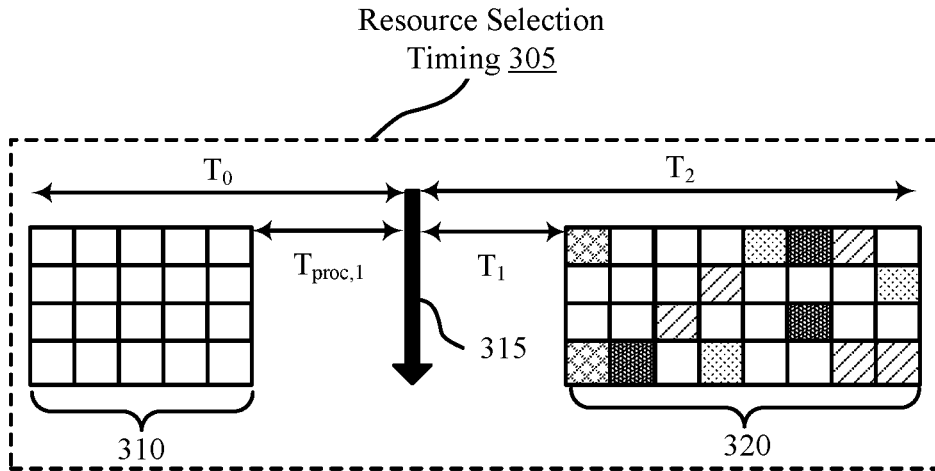 Resource Selection
Timing 305
T0
T2
Tproc,1
T1
315
310
320